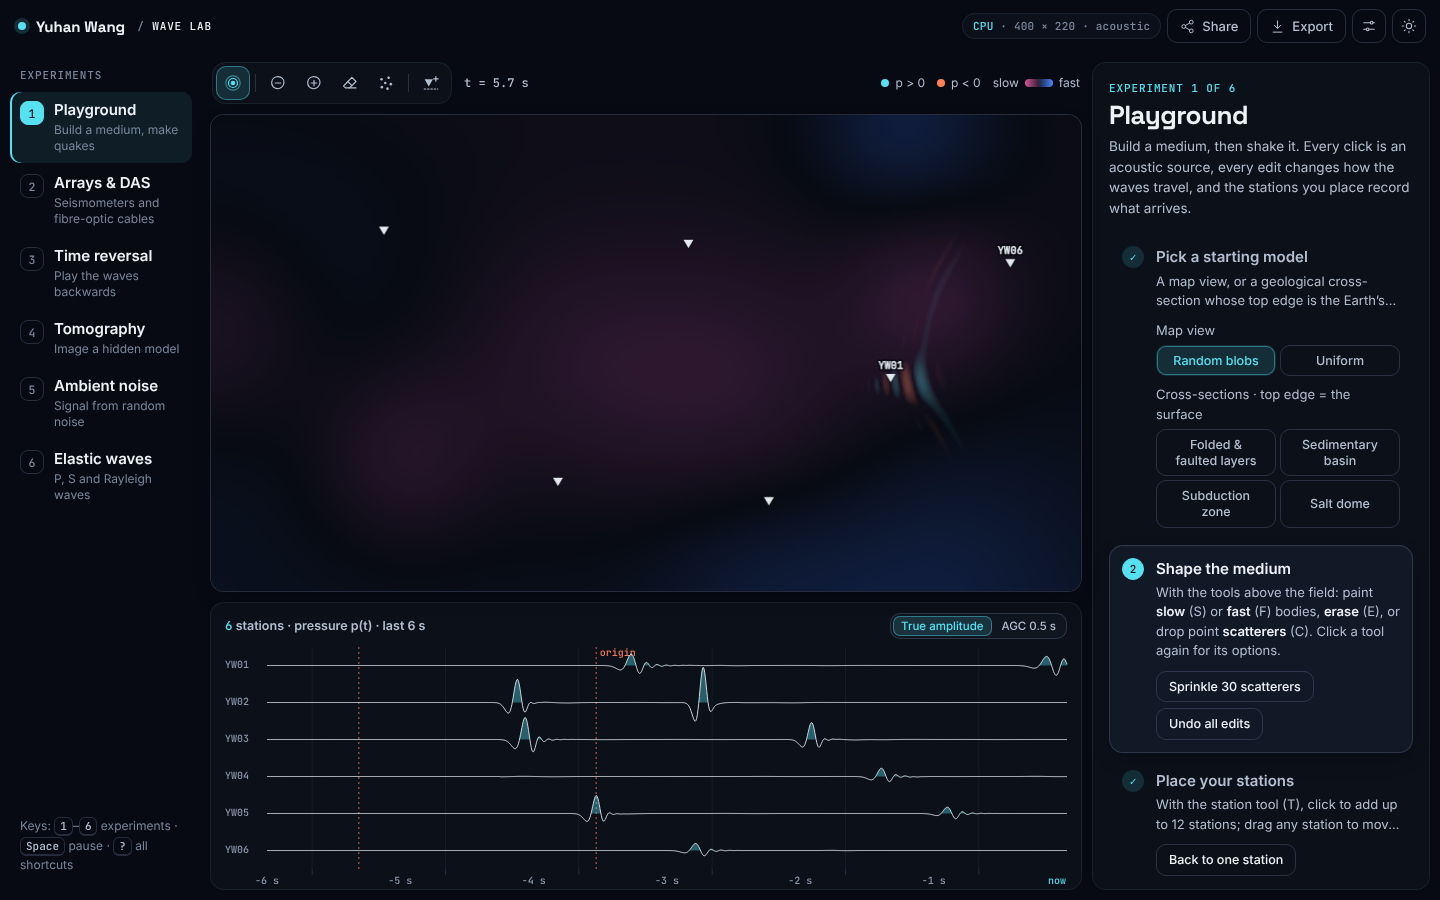 Yuhan Wang / WAVE LAB
CPU · 400 × 220 · acoustic
Share
Export
EXPERIMENTS
1
Playground
Build a medium, make
quakes
2
Arrays & DAS
Seismometers and
fibre-optic cables
3
Time reversal
Play the waves
backwards
4
Tomography
Image a hidden model
5
Ambient noise
Signal from random
noise
6
Elastic waves
P, S and Rayleigh
waves
Keys: 1–6 experiments ·
Space pause · ? all
shortcuts
t = 5.7 s
p > 0
p < 0
slow
fast
YW06
YW01
6 stations · pressure p(t) · last 6 s
True amplitude
AGC 0.5 s
origin
YW01
YW02
YW03
YW04
YW05
YW06
-6 s
-5 s
-4 s
-3 s
-2 s
-1 s
now
EXPERIMENT 1 OF 6
Playground
Build a medium, then shake it. Every click is an
acoustic source, every edit changes how the
waves travel, and the stations you place record
what arrives.
✓
Pick a starting model
A map view, or a geological cross-
section whose top edge is the Earth's…
Map view
Random blobs
Uniform
Cross-sections · top edge = the
surface
Folded &
faulted layers
Sedimentary
basin
Subduction
zone
Salt dome
2
Shape the medium
With the tools above the field: paint
slow (S) or fast (F) bodies, erase (E), or
drop point scatterers (C). Click a tool
again for its options.
Sprinkle 30 scatterers
Undo all edits
✓
Place your stations
With the station tool (T), click to add up
to 12 stations; drag any station to mov…
Back to one station